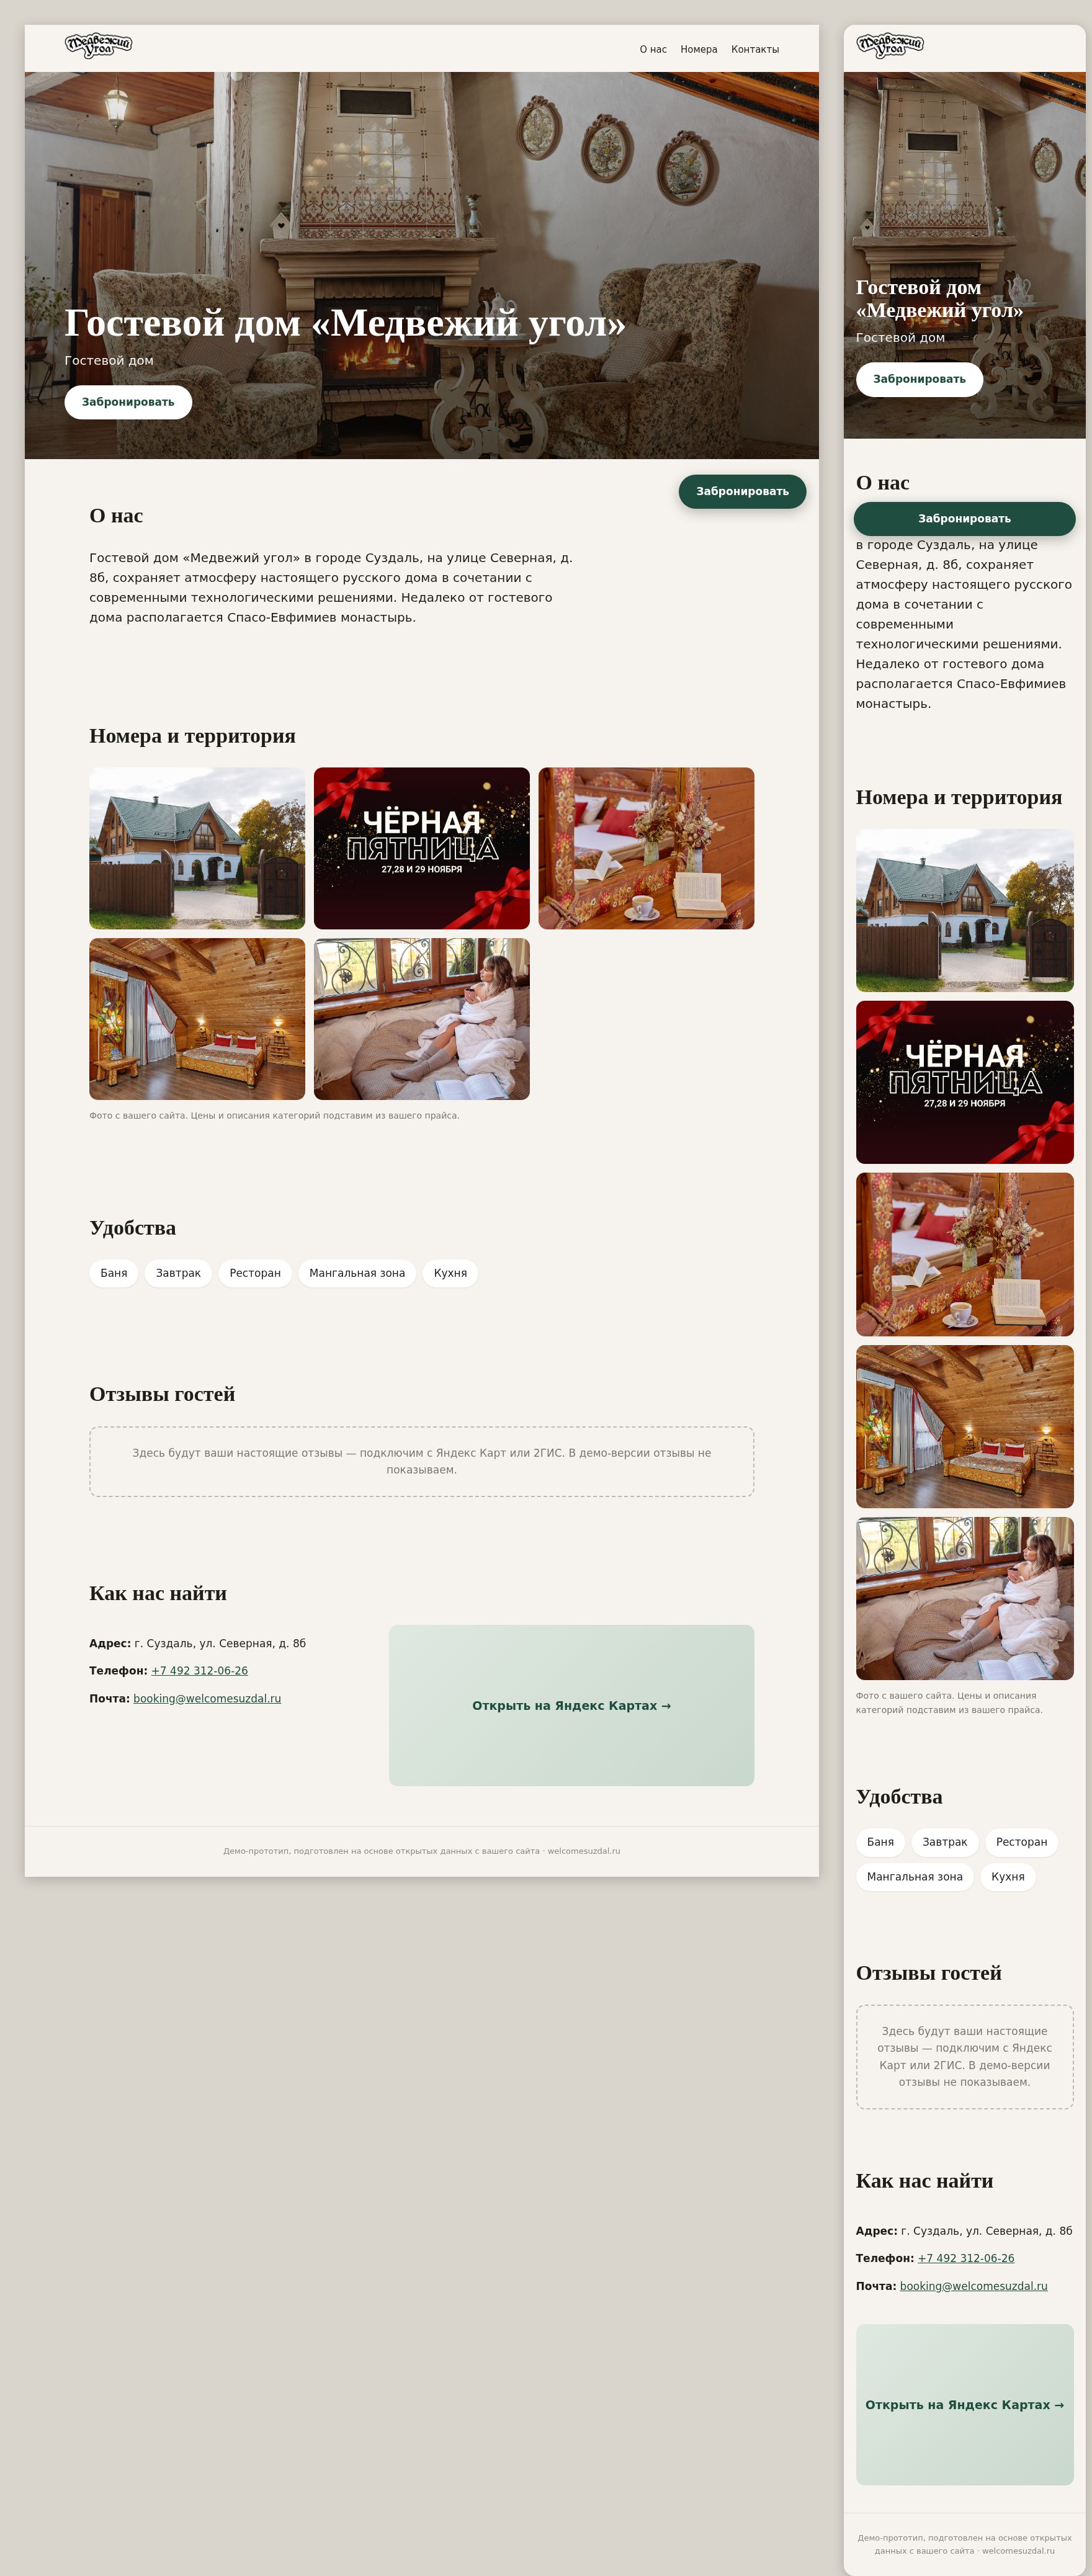 Медвежий
Угол
О нас
Номера
Контакты
Гостевой дом «Медвежий угол»
Гостевой дом
Забронировать
Забронировать
О нас
Гостевой дом «Медвежий угол» в городе Суздаль, на улице Северная, д.
8б, сохраняет атмосферу настоящего русского дома в сочетании с
современными технологическими решениями. Недалеко от гостевого
дома располагается Спасо-Евфимиев монастырь.
Номера и территория
ЧЁРНАЯ
ПЯТНИЦА
27,28 И 29 НОЯБРЯ
Фото с вашего сайта. Цены и описания категорий подставим из вашего прайса.
Удобства
Баня
Завтрак
Ресторан
Мангальная зона
Кухня
Отзывы гостей
Здесь будут ваши настоящие отзывы — подключим с Яндекс Карт или 2ГИС. В демо-версии отзывы не
показываем.
Как нас найти
Адрес: г. Суздаль, ул. Северная, д. 8б
Телефон: +7 492 312-06-26
Почта: booking@welcomesuzdal.ru
Открыть на Яндекс Картах →
Демо-прототип, подготовлен на основе открытых данных с вашего сайта · welcomesuzdal.ru
Медвежий
Угол
Гостевой дом
«Медвежий угол»
Гостевой дом
Забронировать
О нас
Забронировать
в городе Суздаль, на улице
Северная, д. 8б, сохраняет
атмосферу настоящего русского
дома в сочетании с
современными
технологическими решениями.
Недалеко от гостевого дома
располагается Спасо-Евфимиев
монастырь.
Номера и территория
ЧЁРНАЯ
ПЯТНИЦА
27,28 И 29 НОЯБРЯ
Фото с вашего сайта. Цены и описания
категорий подставим из вашего прайса.
Удобства
Баня
Завтрак
Ресторан
Мангальная зона
Кухня
Отзывы гостей
Здесь будут ваши настоящие
отзывы — подключим с Яндекс
Карт или 2ГИС. В демо-версии
отзывы не показываем.
Как нас найти
Адрес: г. Суздаль, ул. Северная, д. 8б
Телефон: +7 492 312-06-26
Почта: booking@welcomesuzdal.ru
Открыть на Яндекс Картах →
Демо-прототип, подготовлен на основе открытых
данных с вашего сайта · welcomesuzdal.ru